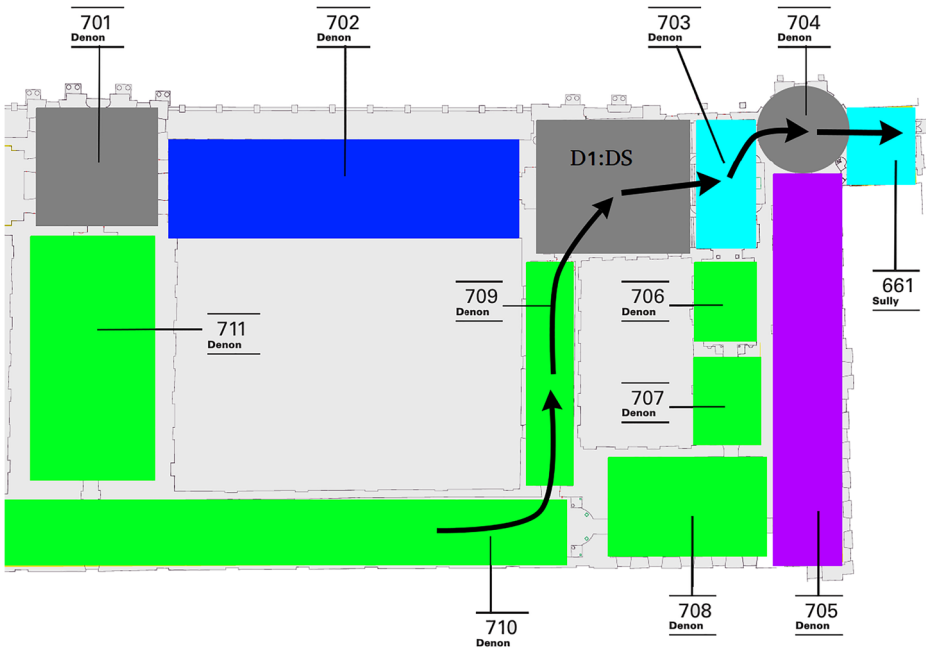 701
Denon
702
Denon
703
Denon
704
Denon
D1:DS
709
Denon
706
Denon
661
Sully
711
Denon
707
Denon
710
Denon
708
Denon
705
Denon